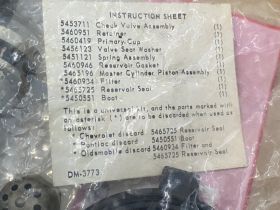 INSTRUCTION SHEET
5453711 Check Valve Assembly (1)
5460951 Retainer (1)
5460419 Primary Cup (1)
5456123 Valve Seat Washer (1)
5451121 Spring Assembly (1)
5460946 Reservoir Gasket (1)
5465196 Master Cylinder Piston Assembly (1)
*5460934 Filter (1)
*5465725 Reservoir Seal (1)
*5450551 Boot (1)
This is a universal kit, and the parts marked with
an asterisk (*) are to be discarded when used as
follows:
* Chevrolet discard 5465725 Reservoir Seal
* Pontiac discard 5450551 Boot
* Oldsmobile discard 5460934 Filter and
5465725 Reservoir Seal
DM-3773